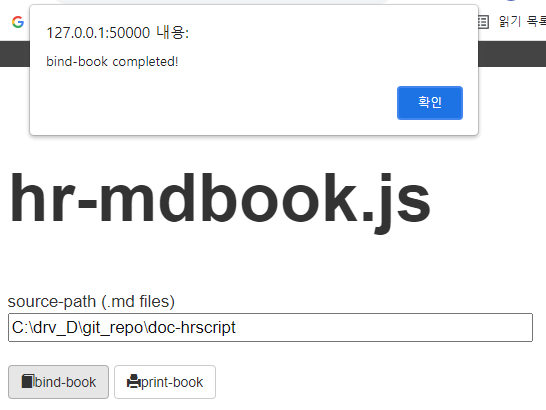 127.0.0.1:50000 내용:
bind-book completed!
확인
읽기 목록
hr-mdbook.js
source-path (.md files)
C:\drv_D\git_repo\doc-hrscript
bind-book
print-book